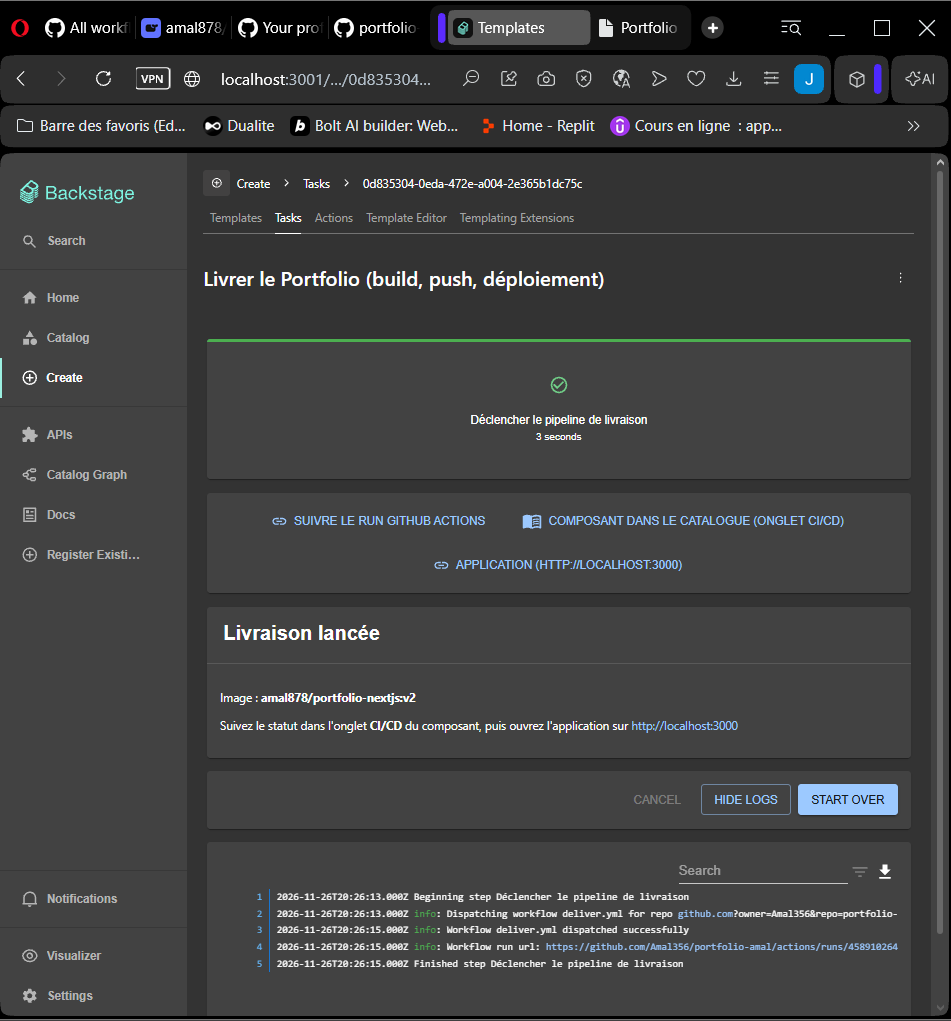 All workf
amal878/
Your prof
portfolio
Templates
Portfolio
VPN
localhost:3001/.../0d835304...
J
AI
Barre des favoris (Ed...
Dualite
Bolt AI builder: Web...
Home - Replit
Cours en ligne : app...
Backstage
Search
Home
Catalog
Create
APIs
Catalog Graph
Docs
Register Existi...
Notifications
Visualizer
Settings
Create
Tasks
0d835304-0eda-472e-a004-2e365b1dc75c
Templates Tasks Actions Template Editor Templating Extensions
Livrer le Portfolio (build, push, déploiement)
Déclencher le pipeline de livraison
3 seconds
SUIVRE LE RUN GITHUB ACTIONS
COMPOSANT DANS LE CATALOGUE (ONGLET CI/CD)
APPLICATION (HTTP://LOCALHOST:3000)
Livraison lancée
Image : amal878/portfolio-nextjs:v2
Suivez le statut dans l'onglet CI/CD du composant, puis ouvrez l'application sur http://localhost:3000
CANCEL
HIDE LOGS
START OVER
Search
1 2026-11-26T20:26:13.000Z Beginning step Déclencher le pipeline de livraison
2 2026-11-26T20:26:13.000Z info: Dispatching workflow deliver.yml for repo github.com?owner=Amal356&repo=portfolio-
3 2026-11-26T20:26:15.000Z info: Workflow deliver.yml dispatched successfully
4 2026-11-26T20:26:15.000Z info: Workflow run url: https://github.com/Amal356/portfolio-amal/actions/runs/458910264
5 2026-11-26T20:26:15.000Z Finished step Déclencher le pipeline de livraison